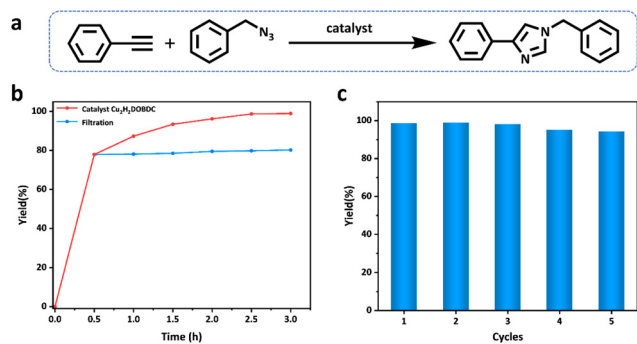 a
N₃
catalyst
N
N
b
Catalyst Cu₂H₂DOBDC
Filtration
Yield(%)
100
80
60
40
20
0
0.0 0.5 1.0 1.5 2.0 2.5 3.0
Time (h)
c
Yield(%)
100
80
60
40
20
0
1 2 3 4 5
Cycles